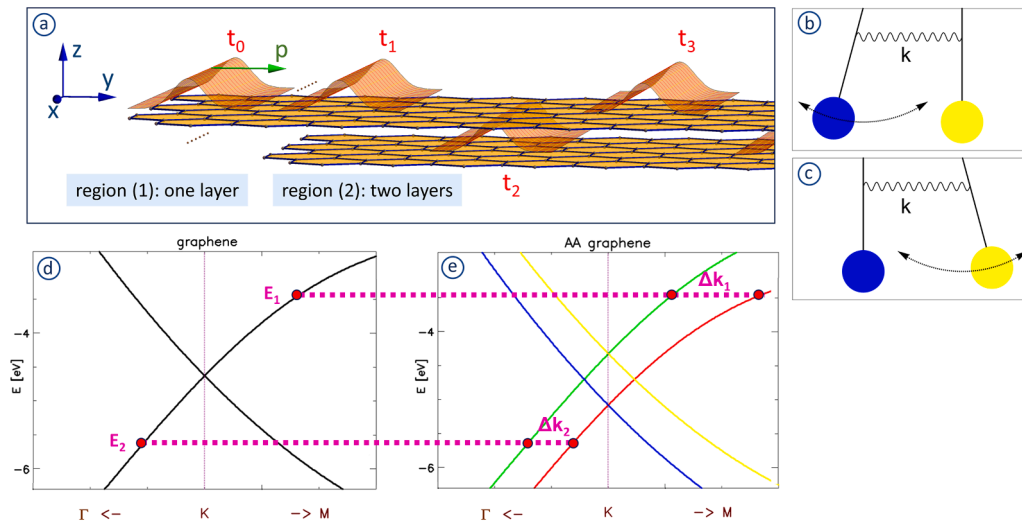 a
z
y
x
t0
p
t1
t3
t2
region (1): one layer
region (2): two layers
b
k
c
k
graphene
d
E1
E2
-4
-6
E [eV]
Γ <- K -> M
AA graphene
e
Δk1
Δk2
-4
-6
E [eV]
Γ <- K -> M